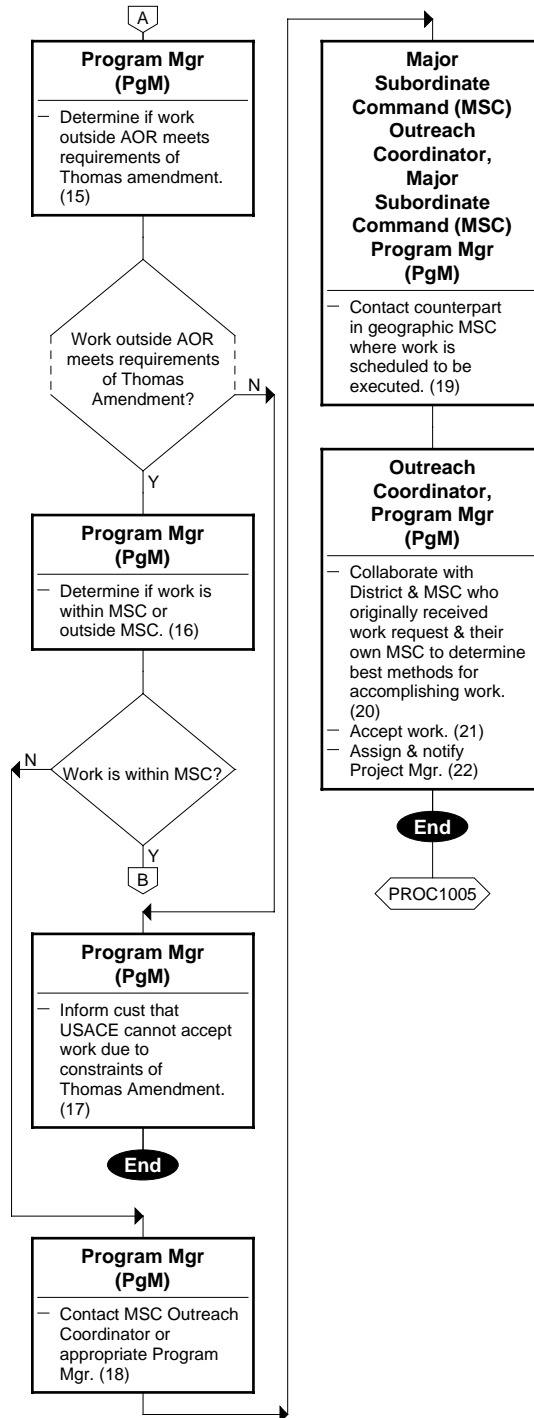 A
Program Mgr
(PgM)
— Determine if work
outside AOR meets
requirements of
Thomas amendment.
(15)
Work outside AOR
meets requirements
of Thomas
Amendment?
N
Y
Program Mgr
(PgM)
— Determine if work is
within MSC or
outside MSC. (16)
N
Work is within MSC?
Y
B
Program Mgr
(PgM)
— Inform cust that
USACE cannot accept
work due to
constraints of
Thomas Amendment.
(17)
End
Program Mgr
(PgM)
— Contact MSC Outreach
Coordinator or
appropriate Program
Mgr. (18)
Major
Subordinate
Command (MSC)
Outreach
Coordinator,
Major
Subordinate
Command (MSC)
Program Mgr
(PgM)
— Contact counterpart
in geographic MSC
where work is
scheduled to be
executed. (19)
Outreach
Coordinator,
Program Mgr
(PgM)
— Collaborate with
District & MSC who
originally received
work request & their
own MSC to determine
best methods for
accomplishing work.
(20)
— Accept work. (21)
— Assign & notify
Project Mgr. (22)
End
PROC1005